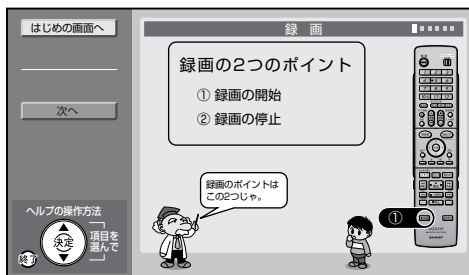 はじめの画面へ
録 画
録画の2つのポイント
① 録画の開始
② 録画の停止
次へ
録画のポイントは
この2つじゃ。
ヘルプの操作方法
決定
項目を
選んで
終了
①
AQUOS
SHARP